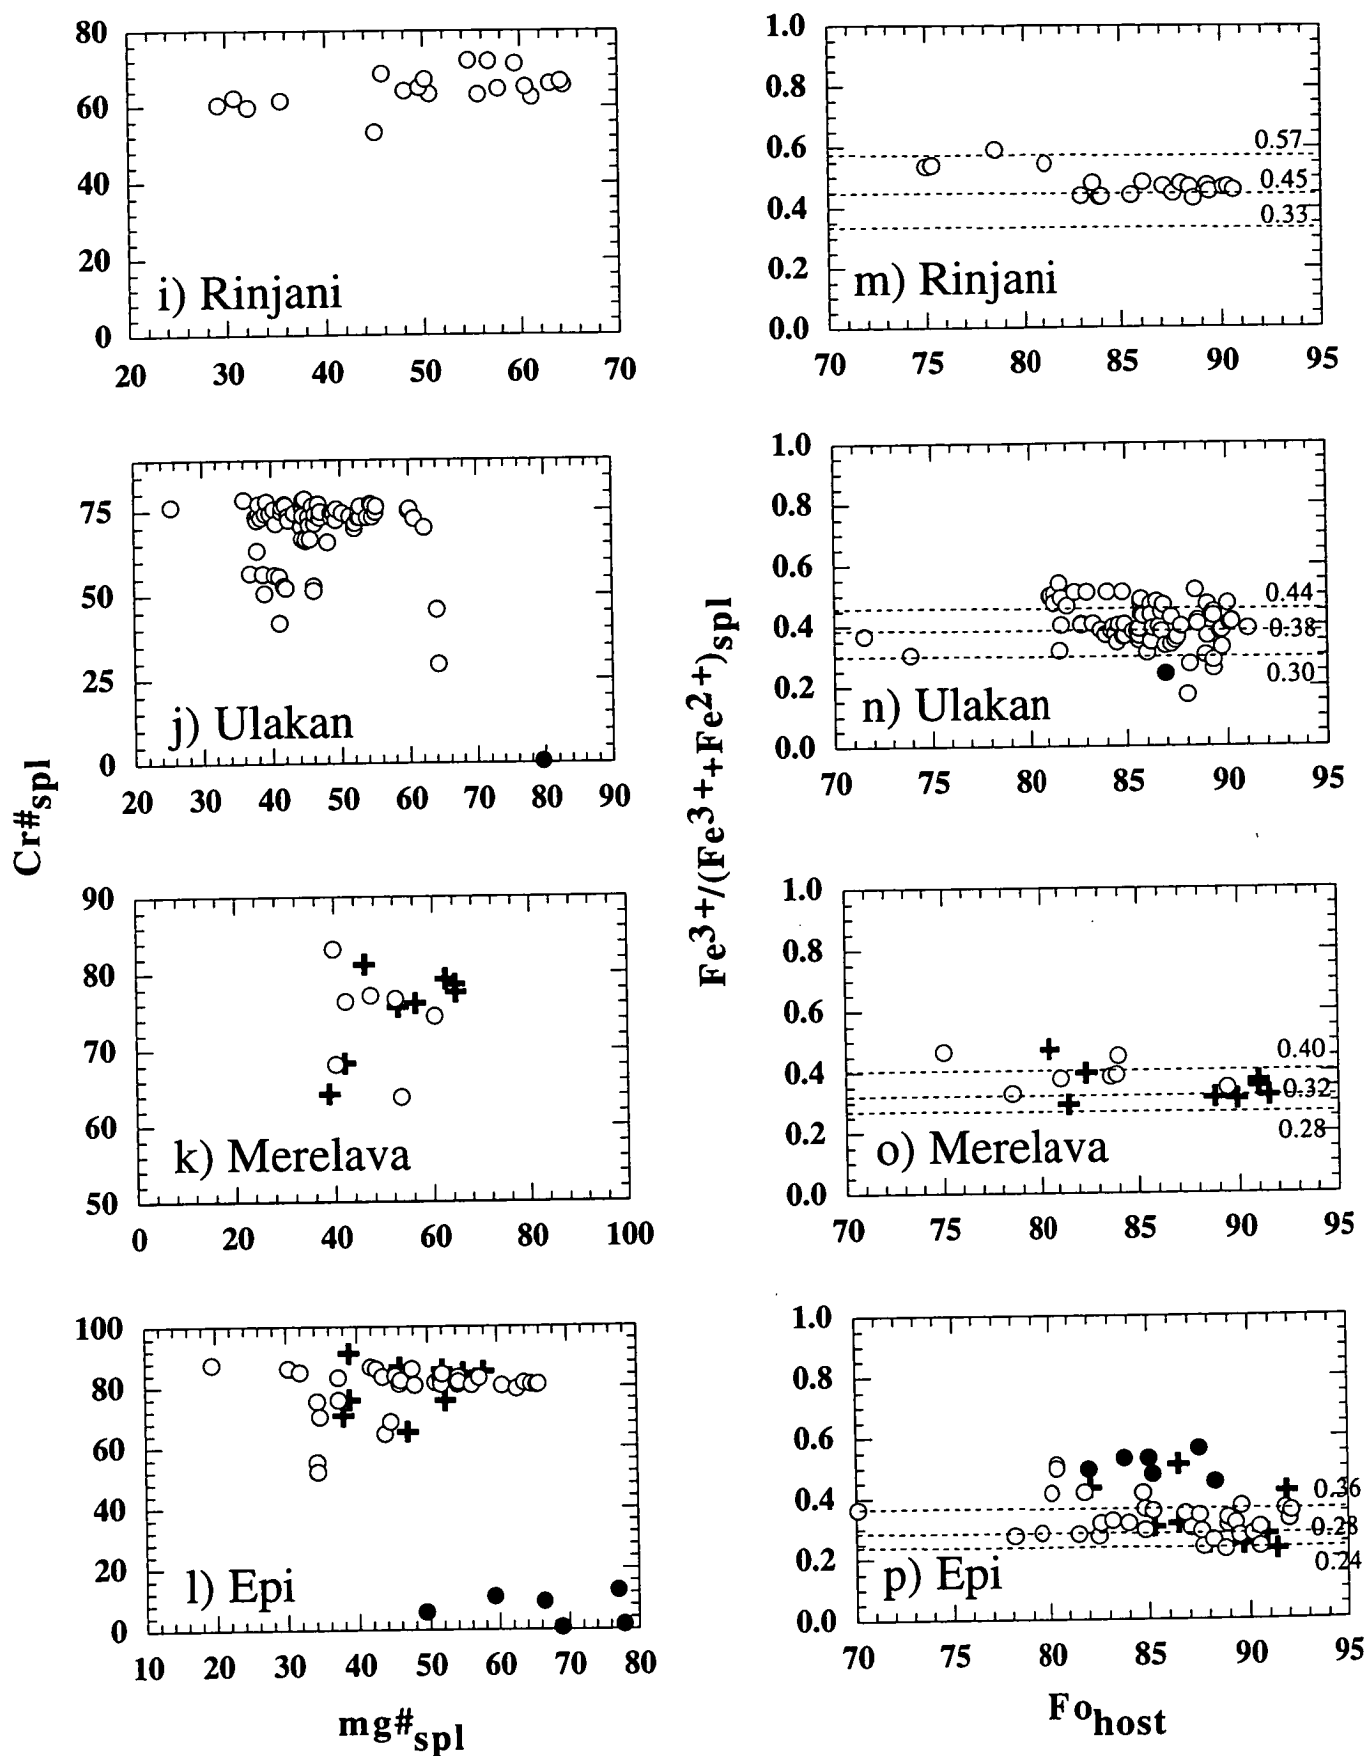 80
60
40
20
0
i) Rinjani
20 30 40 50 60 70
1.0
0.8
0.6
0.4
0.2
0.0
0.57
0.45
0.33
m) Rinjani
70 75 80 85 90 95
75
50
25
0
j) Ulakan
20 30 40 50 60 70 80 90
1.0
0.8
0.6
0.4
0.2
0.0
0.44
0.38
0.30
n) Ulakan
70 75 80 85 90 95
Cr#spl
Fe3+/(Fe3++Fe2+)spl
90
80
70
60
50
k) Merelava
0 20 40 60 80 100
1.0
0.8
0.6
0.4
0.2
0.0
0.40
0.32
0.28
o) Merelava
70 75 80 85 90 95
100
80
60
40
20
0
l) Epi
10 20 30 40 50 60 70 80
1.0
0.8
0.6
0.4
0.2
0.0
0.36
0.28
0.24
p) Epi
70 75 80 85 90 95
mg#spl
Fohost